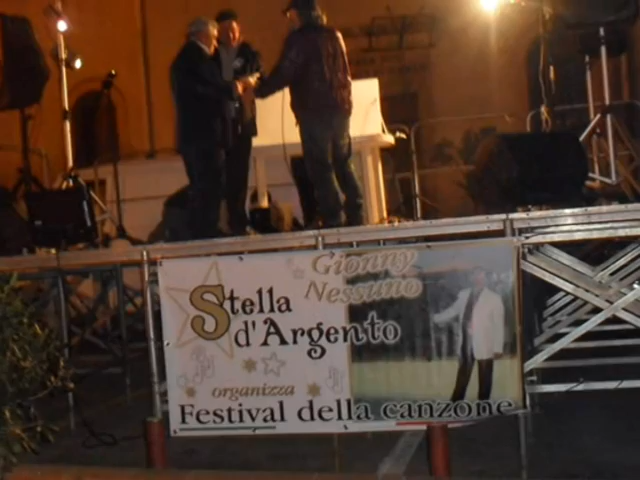 Gionny
Nessuno
Stella
d'Argento
organizza
Festival della canzone